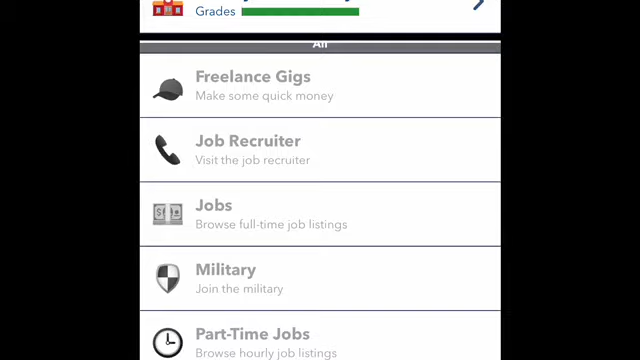 Grades
All
Freelance Gigs
Make some quick money
Job Recruiter
Visit the job recruiter
Jobs
Browse full-time job listings
Military
Join the military
Part-Time Jobs
Browse hourly job listings